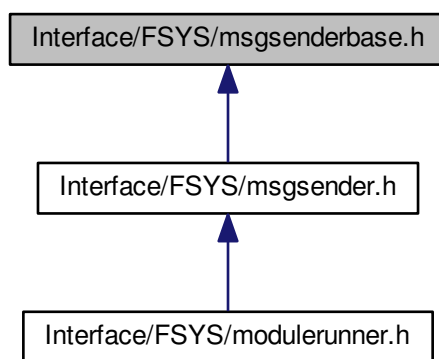 Interface/FSYS/msgsenderbase.h
Interface/FSYS/msgsender.h
Interface/FSYS/modulerunner.h